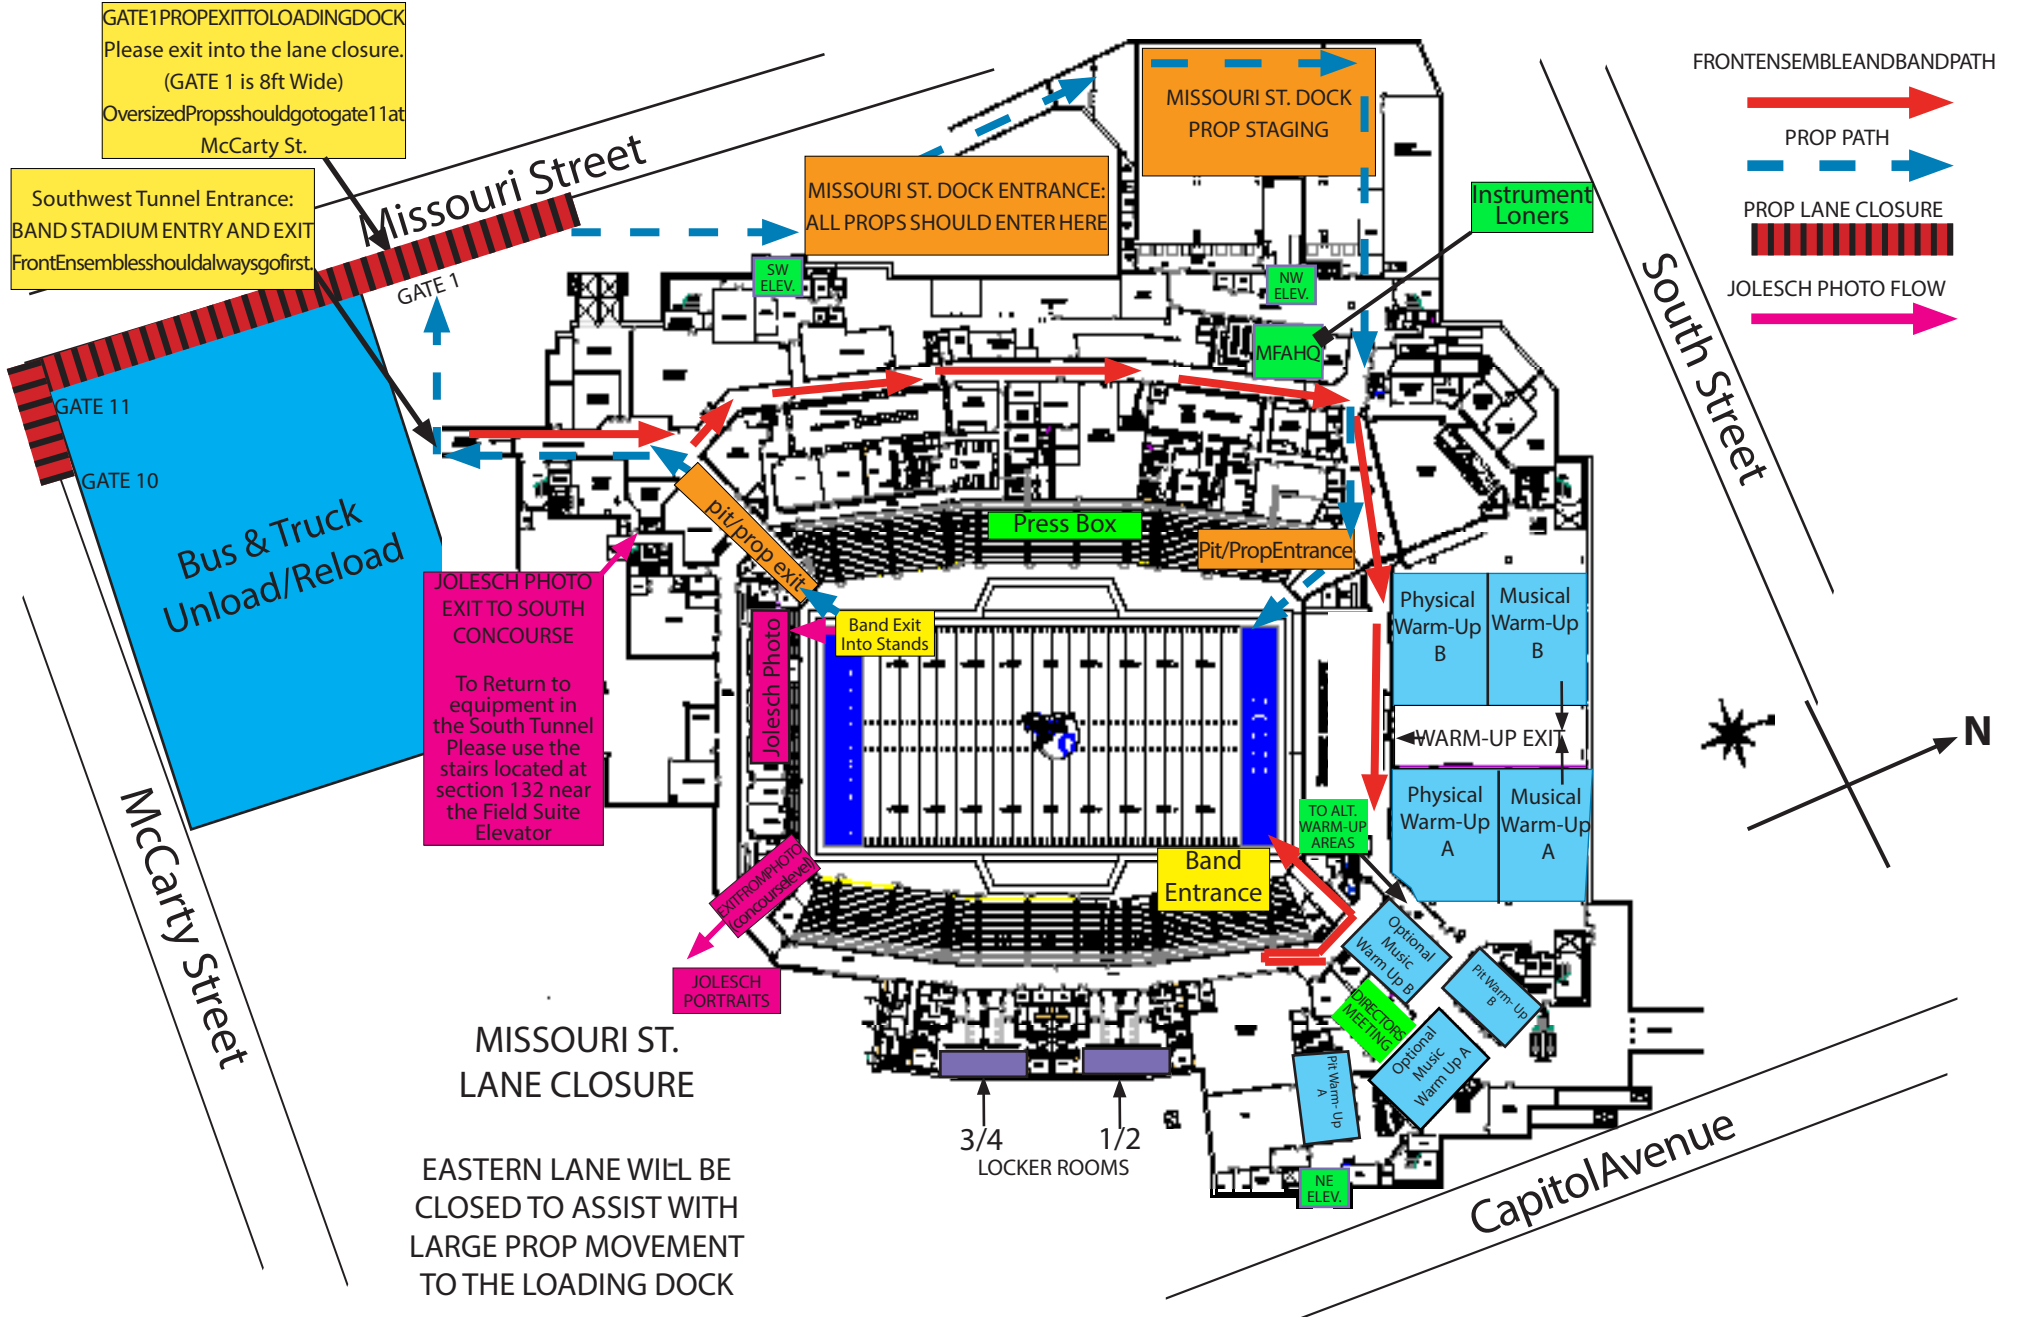 GATE1PROPEXITTOLOADINGDOCK
Please exit into the lane closure.
(GATE 1 is 8ft Wide)
OversizedPropsshouldgotogate11at
McCarty St.
Southwest Tunnel Entrance:
BAND STADIUM ENTRY AND EXIT
FrontEnsemblesshouldalwaysgofirst.
Missouri Street
GATE 1
GATE 11
GATE 10
Bus & Truck
Unload/Reload
McCarty Street
MISSOURI ST. DOCK
PROP STAGING
MISSOURI ST. DOCK ENTRANCE:
ALL PROPS SHOULD ENTER HERE
Instrument
Loners
FRONTENSEMBLEANDBANDPATH
PROP PATH
PROP LANE CLOSURE
JOLESCH PHOTO FLOW
South Street
N
SW
ELEV.
NW
ELEV.
MFAHQ
Press Box
pit/prop exit
Pit/PropEntrance
Band Exit
Into Stands
Jolesch Photo
JOLESCH PHOTO
EXIT TO SOUTH
CONCOURSE
To Return to
equipment in
the South Tunnel
Please use the
stairs located at
section 132 near
the Field Suite
Elevator
EXITFROMPHOTO
(concourselevel)
JOLESCH
PORTRAITS
Physical
Warm-Up
B
Musical
Warm-Up
B
WARM-UP EXIT
Physical
Warm-Up
A
Musical
Warm-Up
A
TO ALT.
WARM-UP
AREAS
Band
Entrance
Optional
Music
Warm Up B
Pit Warm-Up
B
DIRECTORS
MEETING
Optional
Music
Warm Up A
Pit Warm-Up
A
NE
ELEV.
3/4
1/2
LOCKER ROOMS
Capitol Avenue
MISSOURI ST.
LANE CLOSURE
EASTERN LANE WILL BE
CLOSED TO ASSIST WITH
LARGE PROP MOVEMENT
TO THE LOADING DOCK